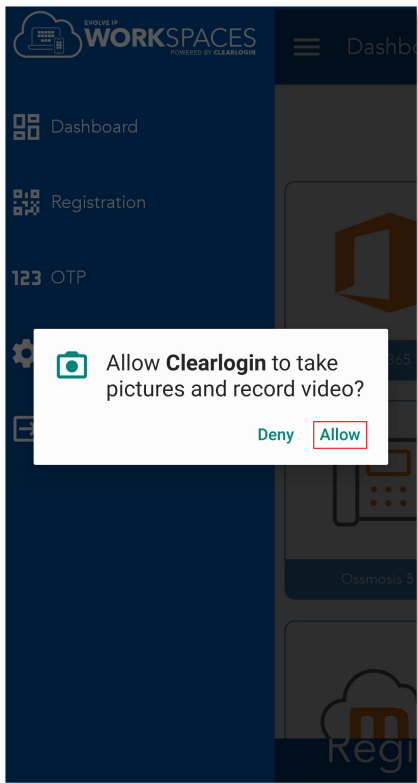 EVOLVE IP
WORKSPACES
POWERED BY CLEARLOGIN
Dashbo
Dashboard
Registration
123 OTP
365
Allow Clearlogin to take
pictures and record video?
Deny Allow
Ossmosis 5
Regi